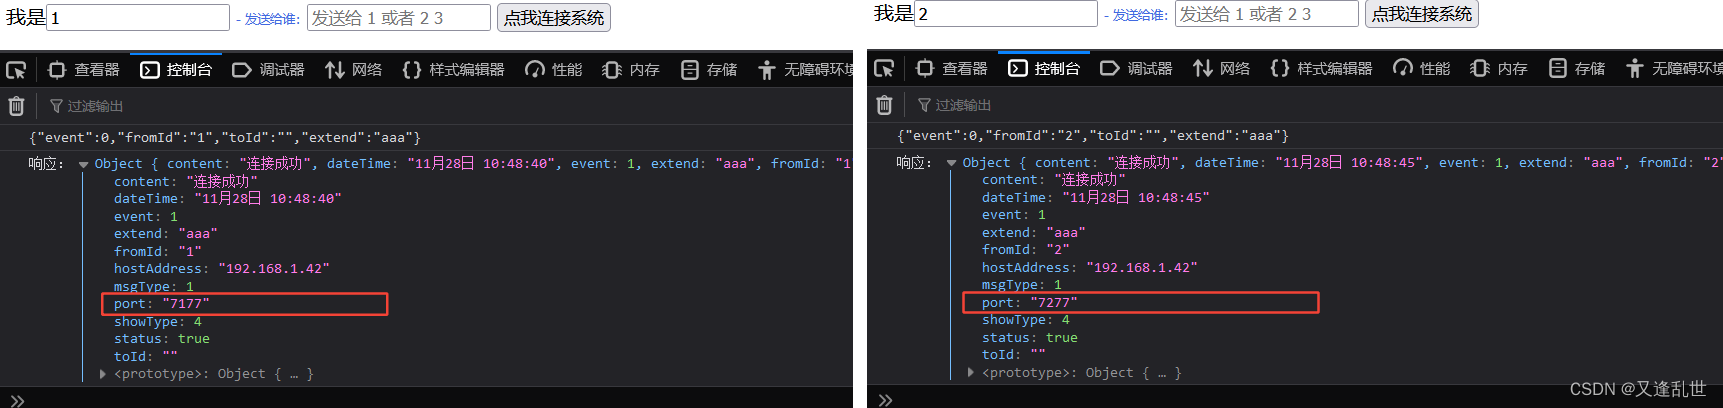 我是1 - 发送给谁: 发送给 1 或者 2 3 点我连接系统
查看器 控制台 调试器 网络 {} 样式编辑器 性能 内存 存储 无障碍环境
过滤输出
{"event":0,"fromId":"1","toId":"","extend":"aaa"}
响应: Object { content: "连接成功", dateTime: "11月28日 10:48:40", event: 1, extend: "aaa", fromId: "1
content: "连接成功"
dateTime: "11月28日 10:48:40"
event: 1
extend: "aaa"
fromId: "1"
hostAddress: "192.168.1.42"
msgType: 1
port: "7177"
showType: 4
status: true
toId: ""
<prototype>: Object { … }
我是2 - 发送给谁: 发送给 1 或者 2 3 点我连接系统
查看器 控制台 调试器 网络 {} 样式编辑器 性能 内存 存储 无障碍环境
过滤输出
{"event":0,"fromId":"2","toId":"","extend":"aaa"}
响应: Object { content: "连接成功", dateTime: "11月28日 10:48:45", event: 1, extend: "aaa", fromId: "2"
content: "连接成功"
dateTime: "11月28日 10:48:45"
event: 1
extend: "aaa"
fromId: "2"
hostAddress: "192.168.1.42"
msgType: 1
port: "7277"
showType: 4
status: true
toId: ""
<prototype>: Object { … }
CSDN @又逢乱世